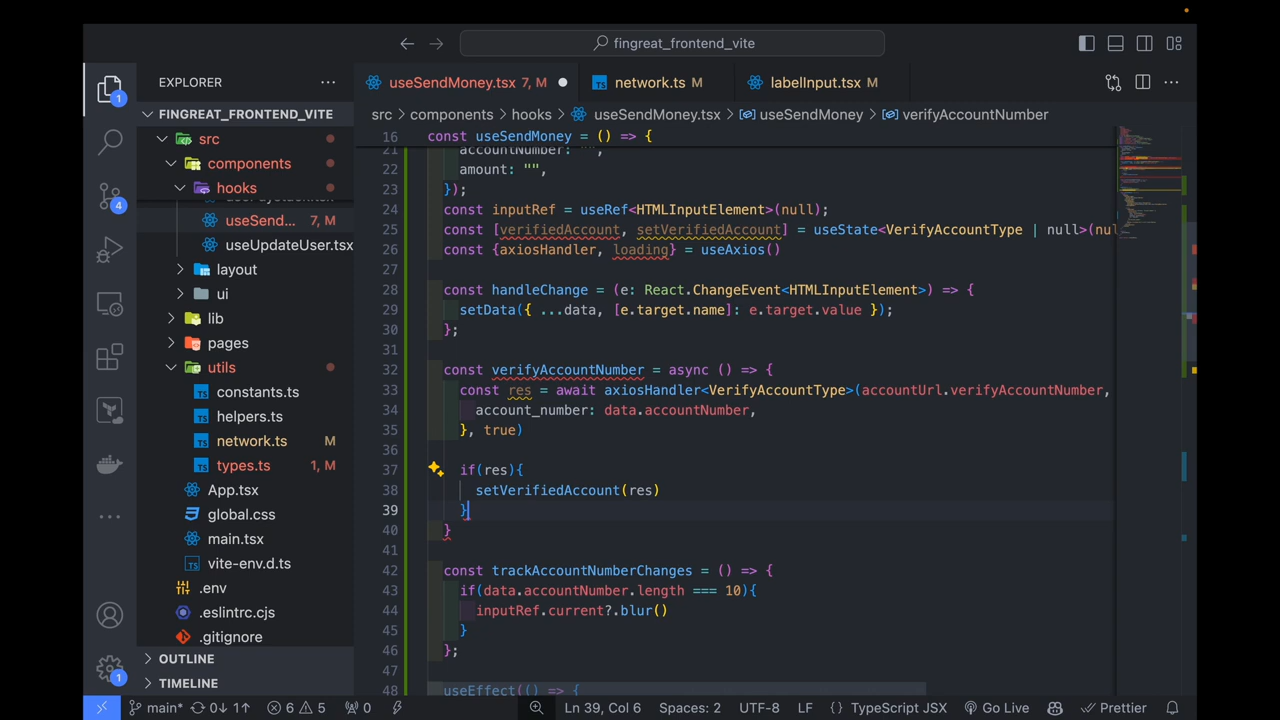 fingreat_frontend_vite
EXPLORER
useSendMoney.tsx 7, M
network.ts M
labelInput.tsx M
FINGREAT_FRONTEND_VITE
src > components > hooks > useSendMoney.tsx > useSendMoney > verifyAccountNumber
src
components
hooks
useSend... 7, M
useUpdateUser.tsx
layout
ui
lib
pages
utils
constants.ts
helpers.ts
network.ts M
types.ts 1, M
App.tsx
global.css
main.tsx
vite-env.d.ts
.env
.eslintrc.cjs
.gitignore
OUTLINE
TIMELINE
1
4
1
16 const useSendMoney = () => {
21 accountNumber: "",
22 amount: "",
23 });
24 const inputRef = useRef<HTMLInputElement>(null);
25 const [verifiedAccount, setVerifiedAccount] = useState<VerifyAccountType | null>(nu
26 const {axiosHandler, loading} = useAxios()
27
28 const handleChange = (e: React.ChangeEvent<HTMLInputElement>) => {
29 setData({ ...data, [e.target.name]: e.target.value });
30 };
31
32 const verifyAccountNumber = async () => {
33 const res = await axiosHandler<VerifyAccountType>(accountUrl.verifyAccountNumber,
34 account_number: data.accountNumber,
35 }, true)
36
37 if(res){
38 setVerifiedAccount(res)
39 }
40 }
41
42 const trackAccountNumberChanges = () => {
43 if(data.accountNumber.length === 10){
44 inputRef.current?.blur()
45 }
46 };
47
48 useEffect(() => {
main* 0↓ 1↑ 6 5 0 Ln 39, Col 6 Spaces: 2 UTF-8 LF {} TypeScript JSX Go Live Prettier